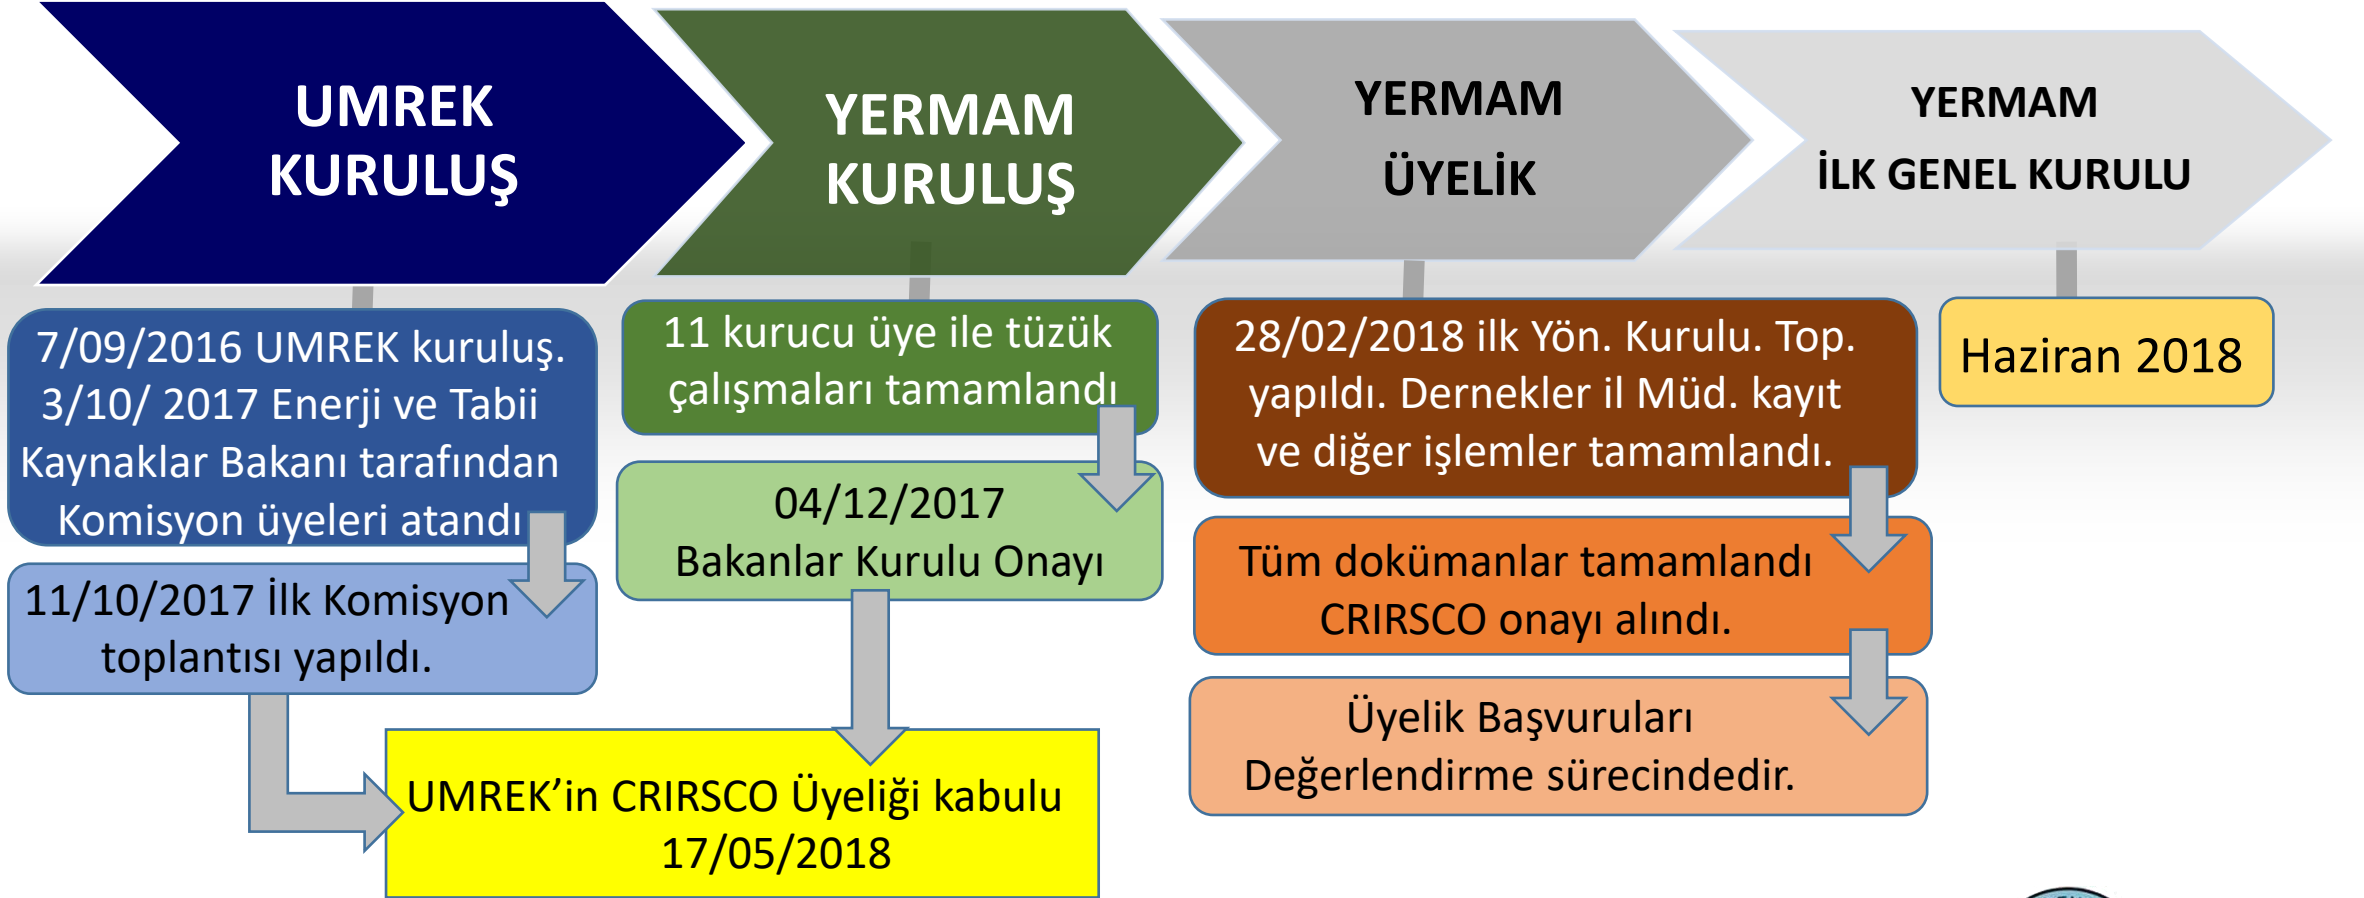 UMREK
KURULUŞ
YERMAM
KURULUŞ
YERMAM
ÜYELİK
YERMAM
İLK GENEL KURULU
7/09/2016 UMREK kuruluş.
3/10/ 2017 Enerji ve Tabii
Kaynaklar Bakanı tarafından
Komisyon üyeleri atandı
11/10/2017 İlk Komisyon
toplantısı yapıldı.
11 kurucu üye ile tüzük
çalışmaları tamamlandı
04/12/2017
Bakanlar Kurulu Onayı
UMREK’in CRIRSCO Üyeliği kabulu
17/05/2018
28/02/2018 ilk Yön. Kurulu. Top.
yapıldı. Dernekler il Müd. kayıt
ve diğer işlemler tamamlandı.
Tüm dokümanlar tamamlandı
CRIRSCO onayı alındı.
Üyelik Başvuruları
Değerlendirme sürecindedir.
Haziran 2018